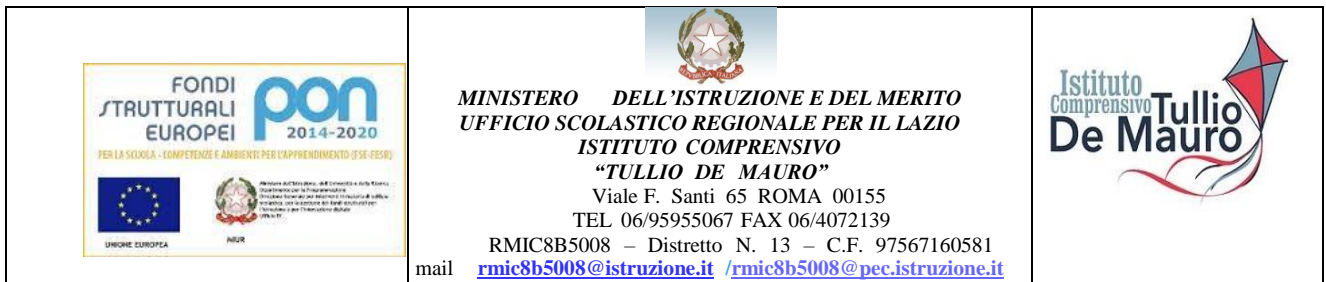 FONDI
STRUTTURALI
EUROPEI
pon
2014-2020
PER LA SCUOLA - COMPETENZE E AMBIENTI PER L'APPRENDIMENTO (FSE-FESR)
UNIONE EUROPEA
MIUR
REPVBBLICA ITALIANA
MINISTERO DELL'ISTRUZIONE E DEL MERITO
UFFICIO SCOLASTICO REGIONALE PER IL LAZIO
ISTITUTO COMPRENSIVO
“TULLIO DE MAURO”
Viale F. Santi 65 ROMA 00155
TEL 06/95955067 FAX 06/4072139
RMIC8B5008 – Distretto N. 13 – C.F. 97567160581
mail rmic8b5008@istruzione.it /rmic8b5008@pec.istruzione.it
Istituto
Comprensivo Tullio
De Mauro